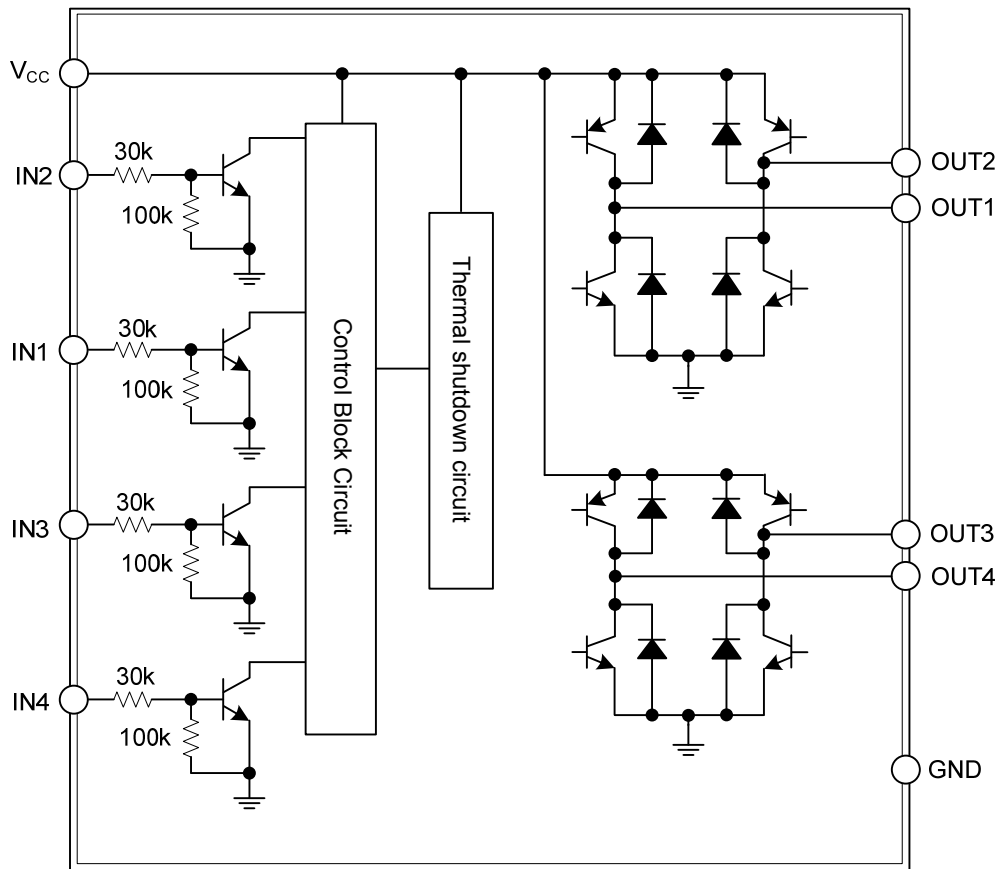 VCC
IN2
30k
100k
IN1
30k
100k
IN3
30k
100k
IN4
30k
100k
Control Block Circuit
Thermal shutdown circuit
OUT2
OUT1
OUT3
OUT4
GND